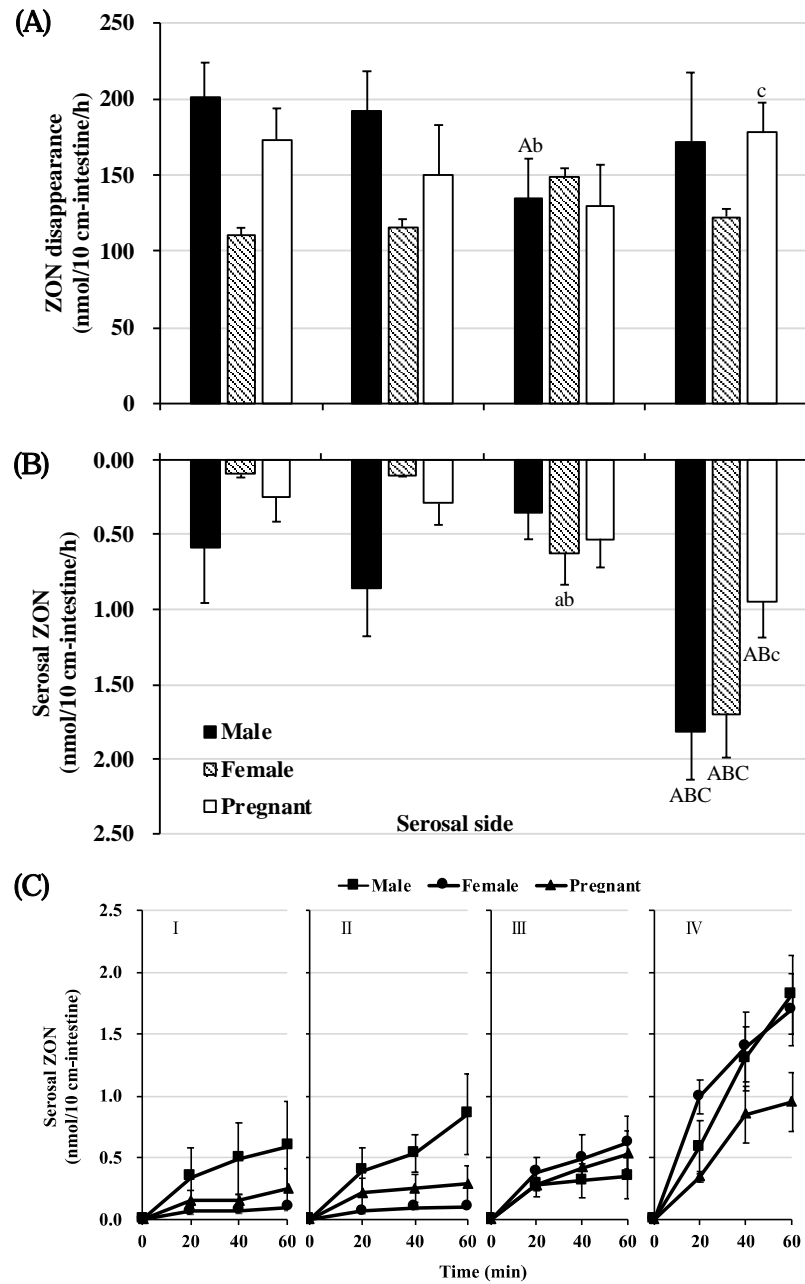 (A)
ZON disappearance
(nmol/10 cm-intestine/h)
250
200
150
100
50
0
Ab
c
(B)
Serosal ZON
(nmol/10 cm-intestine/h)
0.00
0.50
1.00
1.50
2.00
2.50
ab
ABC
ABC
ABc
Male
Female
Pregnant
Serosal side
(C)
Male Female Pregnant
Serosal ZON
(nmol/10 cm-intestine)
2.5
2.0
1.5
1.0
0.5
0.0
I II III IV
0 20 40 60 0 20 40 60 0 20 40 60 0 20 40 60
Time (min)